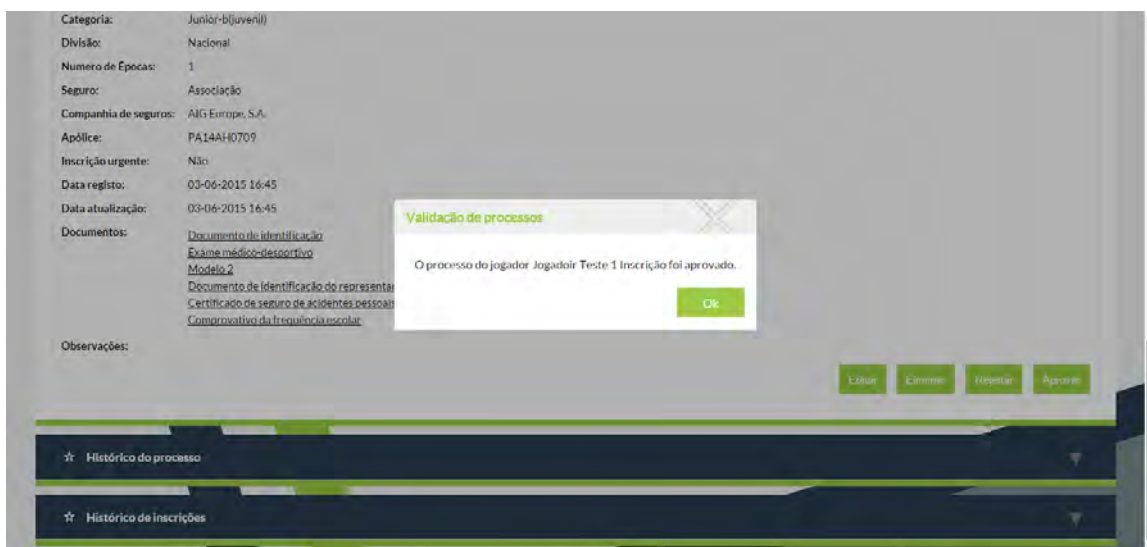 Categoria: Junior-b(juvenil)
Divisão: Nacional
Numero de Épocas: 1
Seguro: Associação
Companhia de seguros: AIG Europe, S.A.
Apólice: PA14AH0709
Inscrição urgente: Não
Data registo: 03-06-2015 16:45
Data atualização: 03-06-2015 16:45
Documentos: Documento de identificação
Exame médico-desportivo
Modelo 2
Documento de identificação do representan
Certificado de seguro de acidentes pessoais
Comprovativo da frequência escolar
Validação de processos
O processo do jogador Jogadoir Teste 1 Inscrição foi aprovado.
Ok
Observações:
Editar Eliminar Rejeitar Aprovar
Histórico do processo
Histórico de inscrições